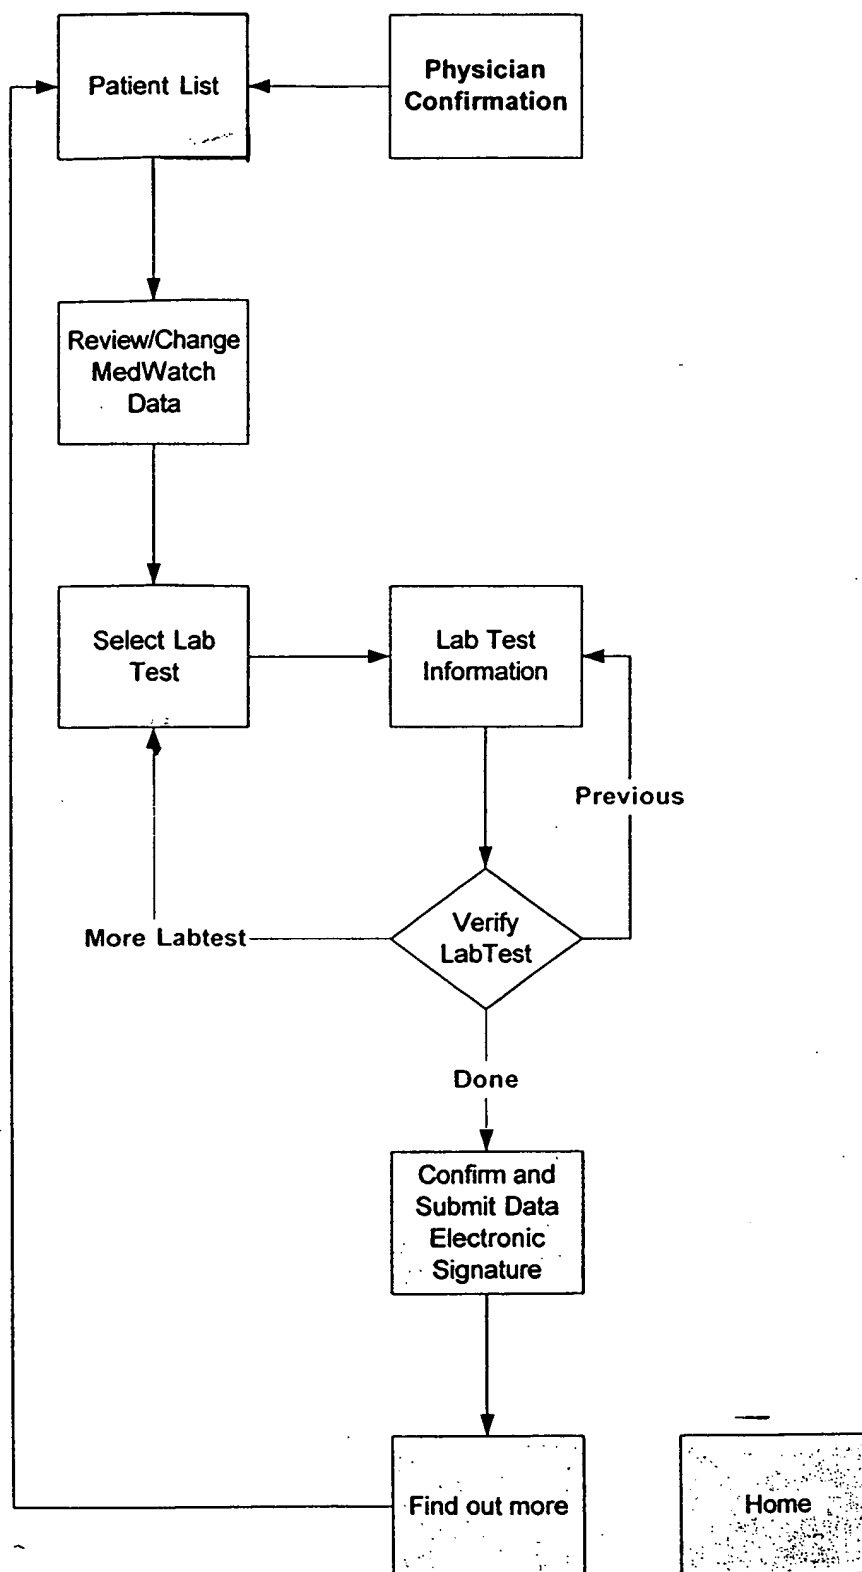 Patient List
Physician
Confirmation
Review/Change
MedWatch
Data
Select Lab
Test
Lab Test
Information
Previous
Verify
LabTest
More Labtest
Done
Confirm and
Submit Data
Electronic
Signature
Find out more
Home